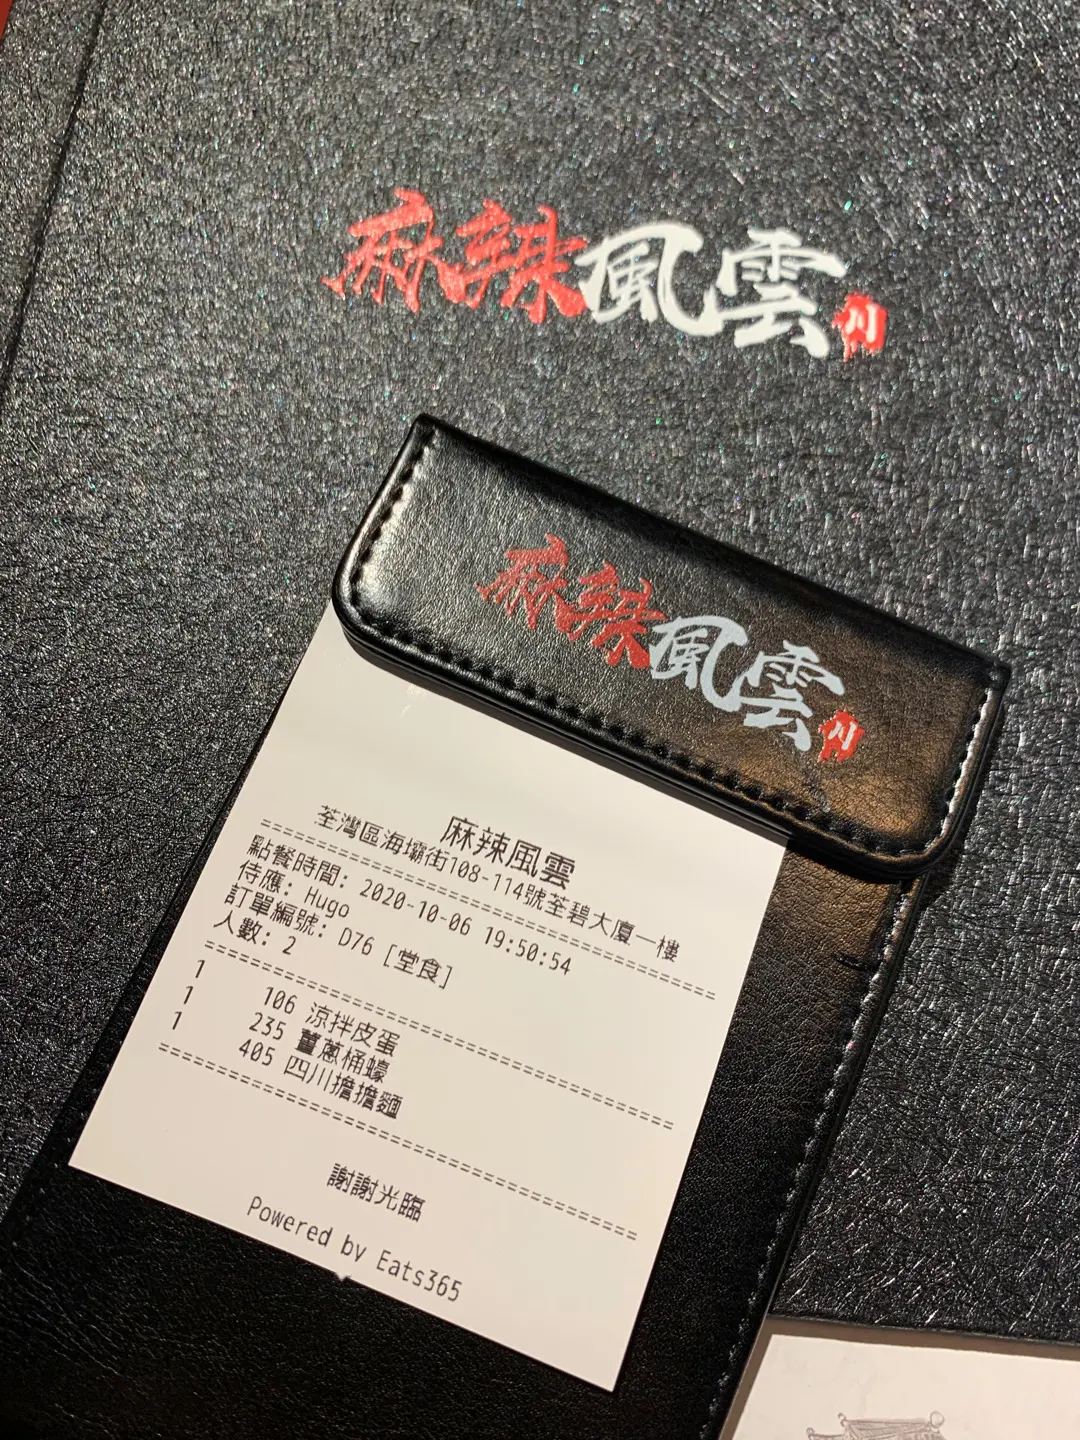 麻辣風雲
川
麻辣風雲
川
麻辣風雲
荃灣區海壩街108-114號荃碧大廈一樓
點餐時間: 2020-10-06 19:50:54
侍應: Hugo
訂單編號: D76 [堂食]
人數: 2
1 106 涼拌皮蛋
1 235 薑蔥桶蠔
1 405 四川擔擔麵
謝謝光臨
Powered by Eats365